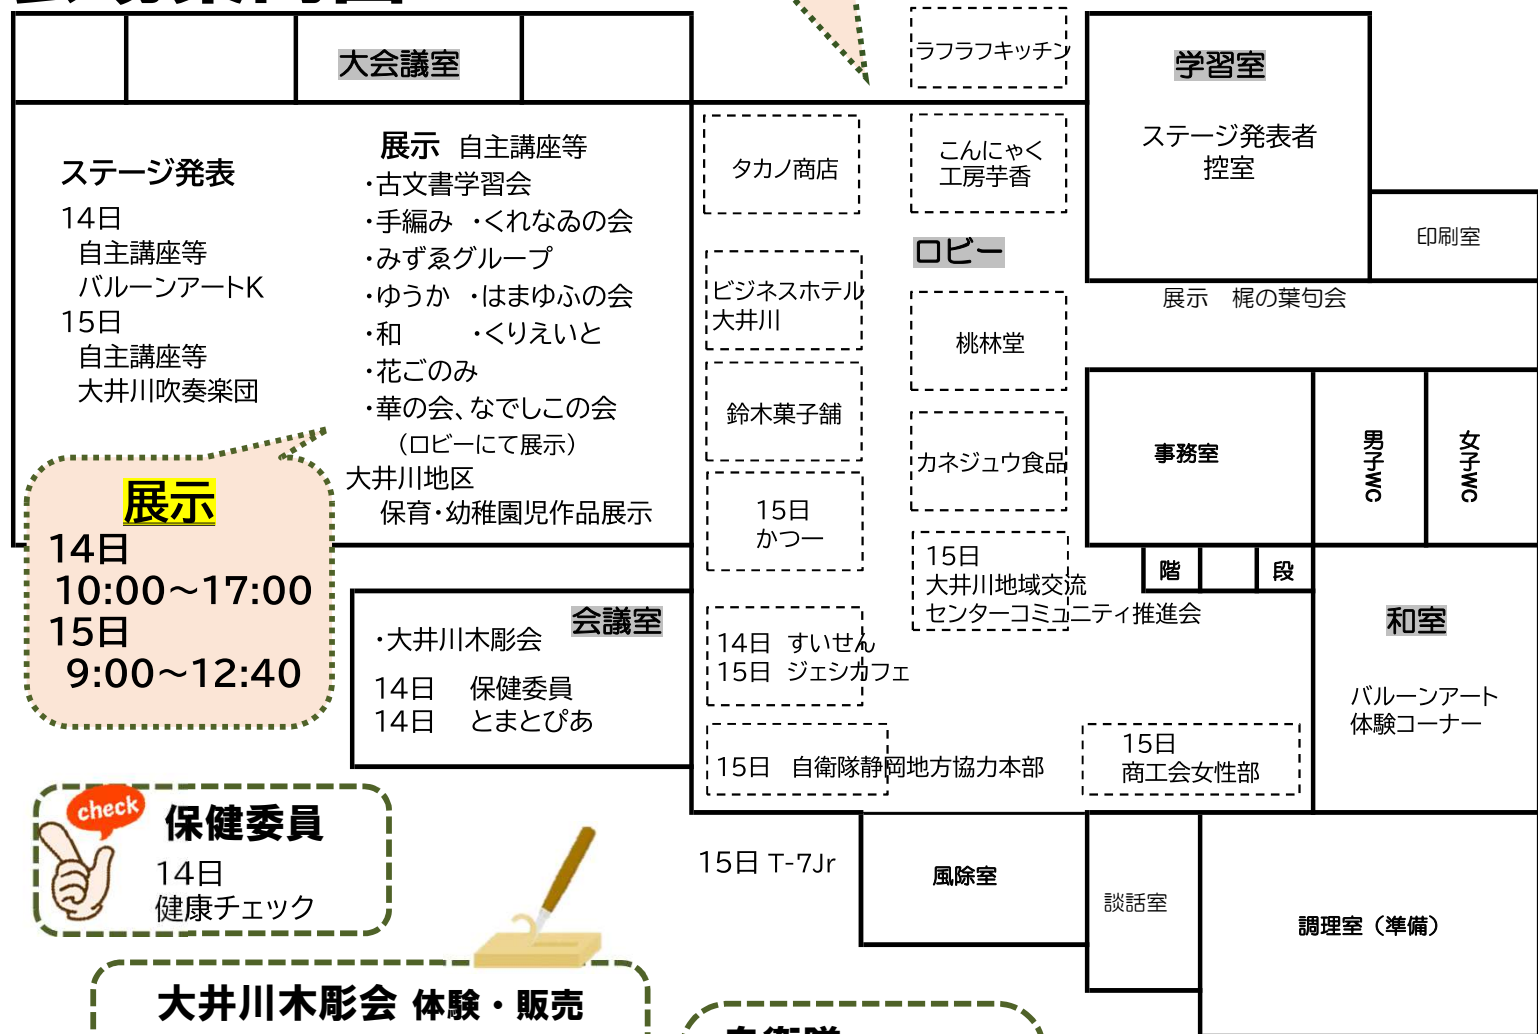 大会議室
ステージ発表
14日
自主講座等
バルーンアートK
15日
自主講座等
大井川吹奏楽団
展示 自主講座等
・古文書学習会
・手編み ・くれなゐの会
・みずゑグループ
・ゆうか ・はまゆふの会
・和 ・くりえいと
・花ごのみ
・華の会、なでしこの会
（ロビーにて展示）
大井川地区
保育・幼稚園児作品展示
展示
14日
10:00～17:00
15日
9:00～12:40
会議室
・大井川木彫会
14日 保健委員
14日 とまとぴあ
ラフラフキッチン
タカノ商店
こんにゃく
工房芋香
ロビー
ビジネスホテル
大井川
桃林堂
鈴木菓子舗
カネジュウ食品
15日
かつ一
15日
大井川地域交流
センターコミュニティ推進会
14日 すいせん
15日 ジェシカフェ
15日 自衛隊静岡地方協力本部
15日
商工会女性部
学習室
ステージ発表者
控室
印刷室
展示 梶の葉句会
事務室
男子WC
女子WC
階
段
和室
バルーンアート
体験コーナー
15日 T-7Jr
風除室
談話室
調理室（準備）
check
保健委員
14日
健康チェック
大井川木彫会 体験・販売